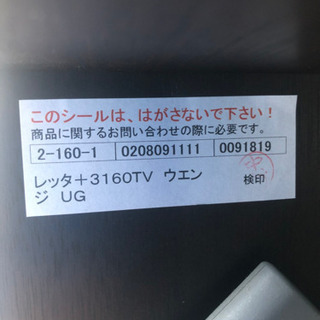 このシールは、はがさないで下さい！
商品に関するお問い合わせの際に必要です。
2-160-1 0208091111 0091819
レッタ＋3160TV ウエン
ジ UG 検印